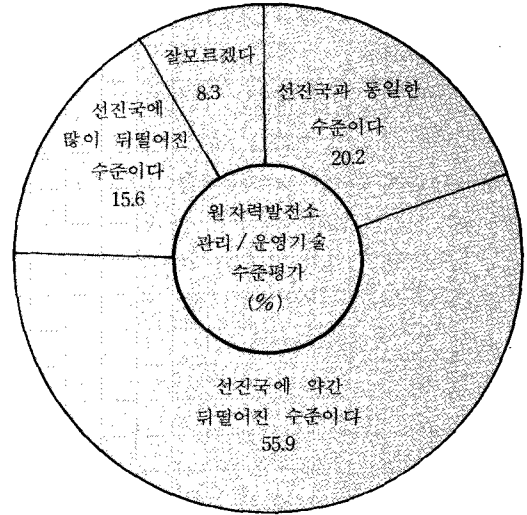 잘모르겠다
8.3
선진국과 동일한
수준이다
20.2
선진국에
많이 뒤떨어진
수준이다
15.6
원자력발전소
관리/운영기술
수준평가
(%)
선진국에 약간
뒤떨어진 수준이다
55.9